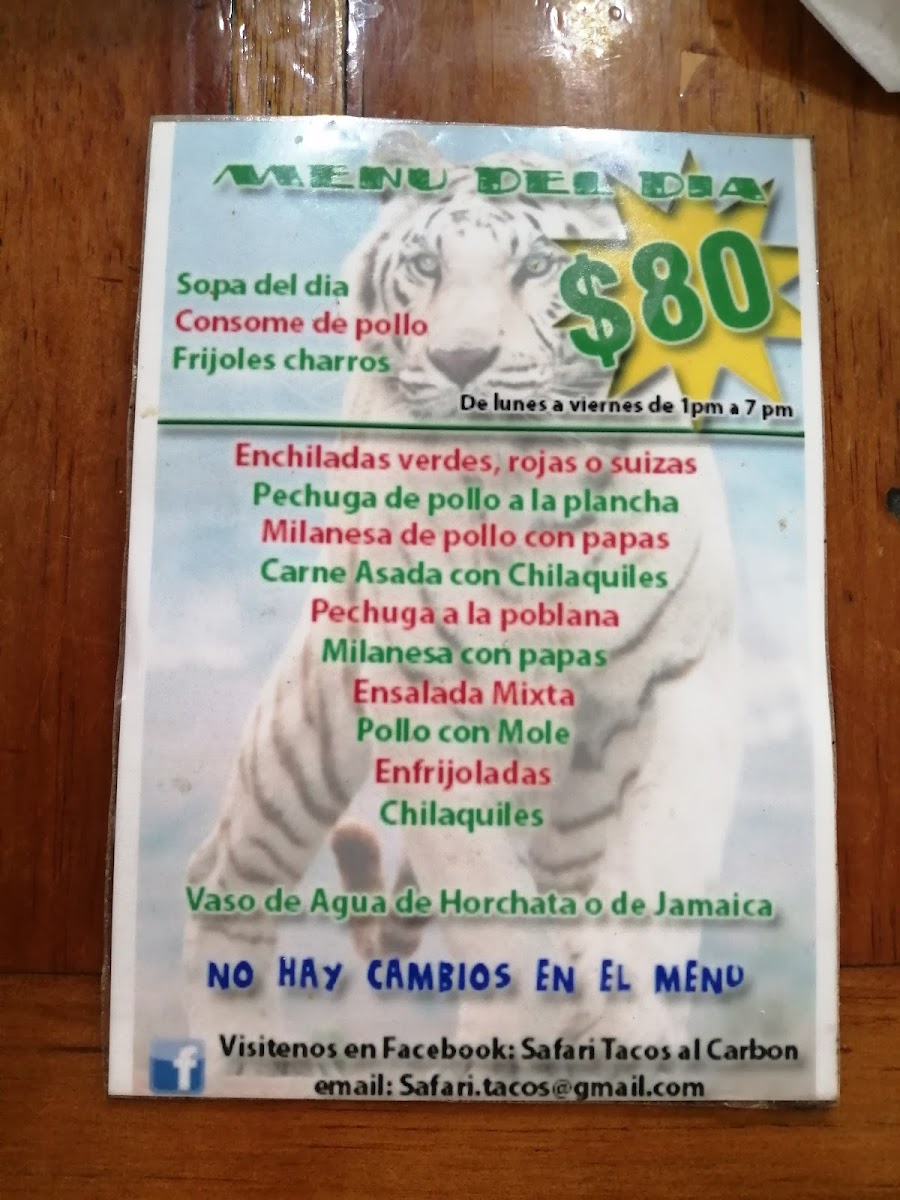 MENU DEL DIA
$80
Sopa del dia
Consome de pollo
Frijoles charros
De lunes a viernes de 1pm a 7 pm
Enchiladas verdes, rojas o suizas
Pechuga de pollo a la plancha
Milanesa de pollo con papas
Carne Asada con Chilaquiles
Pechuga a la poblana
Milanesa con papas
Ensalada Mixta
Pollo con Mole
Enfrijoladas
Chilaquiles
Vaso de Agua de Horchata o de Jamaica
NO HAY CAMBIOS EN EL MENU
f Visitenos en Facebook: Safari Tacos al Carbon
email: Safari.tacos@gmail.com